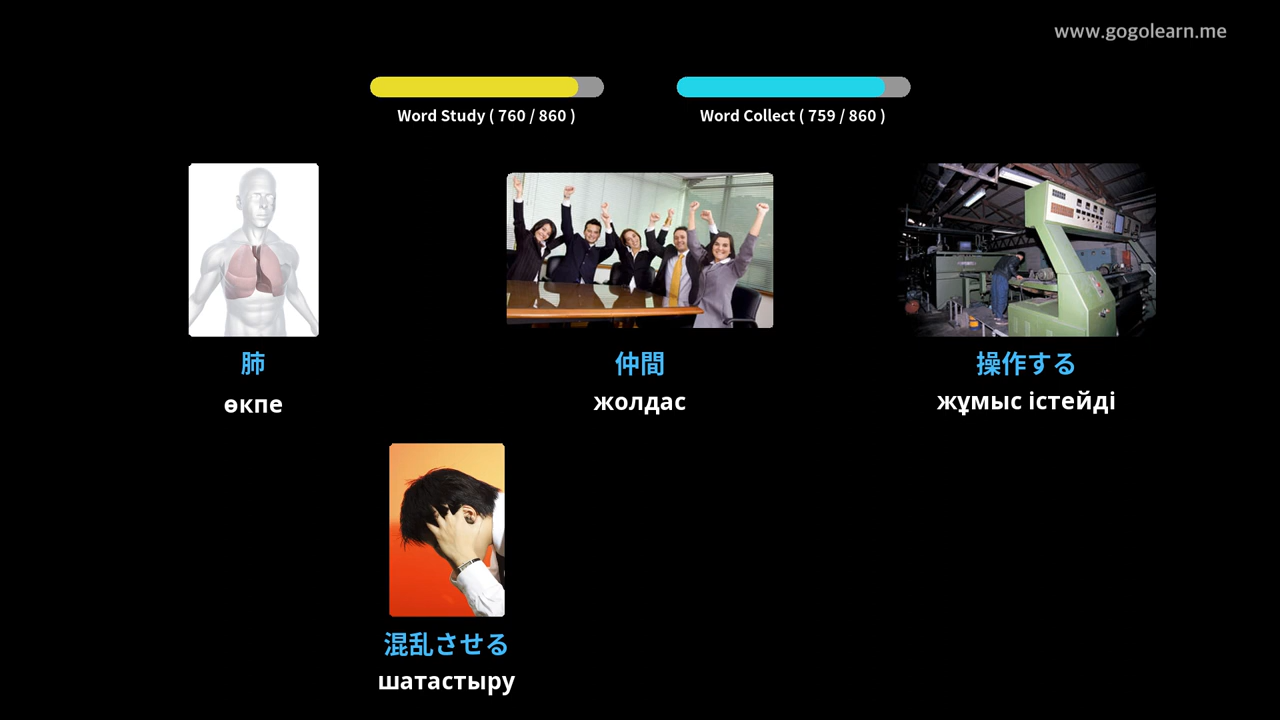 www.gogolearn.me
Word Study ( 760 / 860 )
Word Collect ( 759 / 860 )
肺
өкпе
仲間
жолдас
操作する
жұмыс істейді
混乱させる
шатастыру